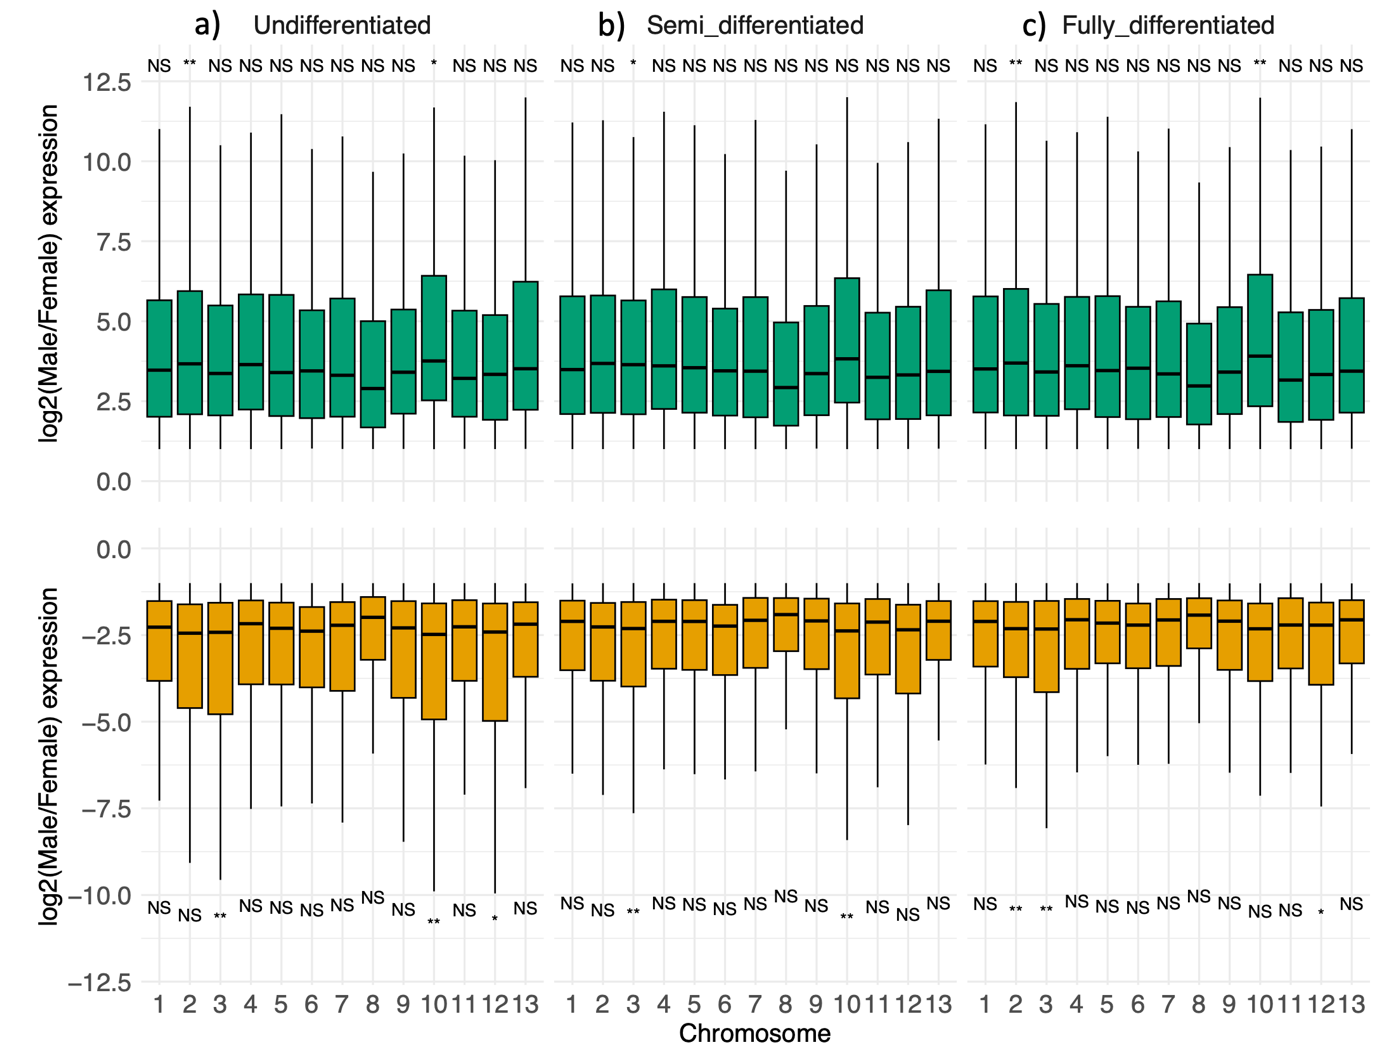 a) Undifferentiated b) Semi_differentiated c) Fully_differentiated
NS ** NS NS NS NS NS NS NS * NS NS NS NS NS * NS NS NS NS NS NS NS NS NS NS NS ** NS NS NS NS NS NS NS ** NS NS NS
12.5
10.0
7.5
5.0
2.5
0.0
log2(Male/Female) expression
0.0
−2.5
−5.0
−7.5
−10.0
−12.5
log2(Male/Female) expression
NS NS ** NS NS NS NS NS NS ** NS * NS NS NS ** NS NS NS NS NS NS ** NS NS NS NS ** ** NS NS NS NS NS NS NS NS * NS
1 2 3 4 5 6 7 8 9 10 11 12 13 1 2 3 4 5 6 7 8 9 10 11 12 13 1 2 3 4 5 6 7 8 9 10 11 12 13
Chromosome